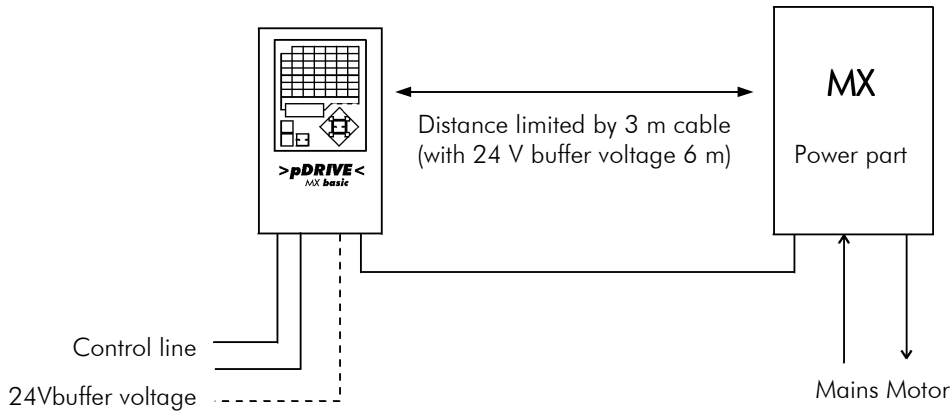 MX
Distance limited by 3 m cable
(with 24 V buffer voltage 6 m)
Power part
>pDRIVE<
MX basic
Control line
24Vbuffer voltage
Mains Motor